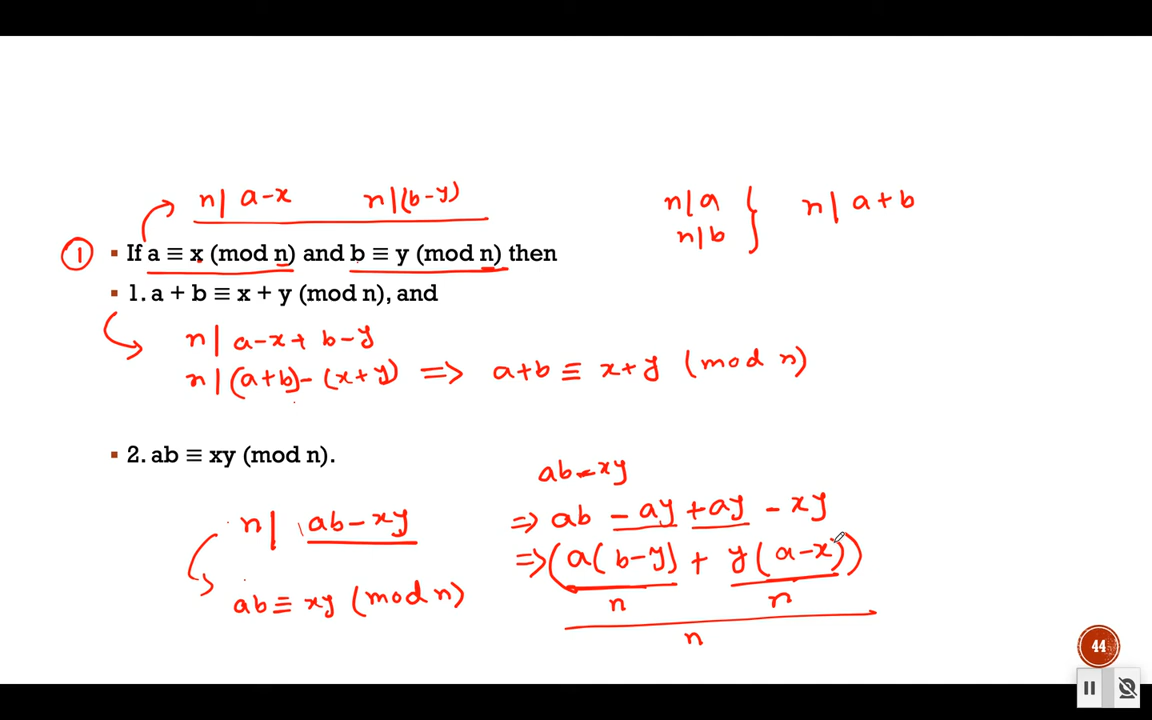 n| a-x n|(b-y)
n|a
n|b
} n| a+b
① ▪ If a ≡ x (mod n) and b ≡ y (mod n) then
▪ 1. a + b ≡ x + y (mod n), and
n| a-x + b-y
n|(a+b)-(x+y) => a+b ≡ x+y (mod n)
▪ 2. ab ≡ xy (mod n).
ab-xy
n| ab-xy
=> ab -ay +ay -xy
=> (a(b-y) + y(a-x))
ab ≡ xy (mod n)
n n
n
44